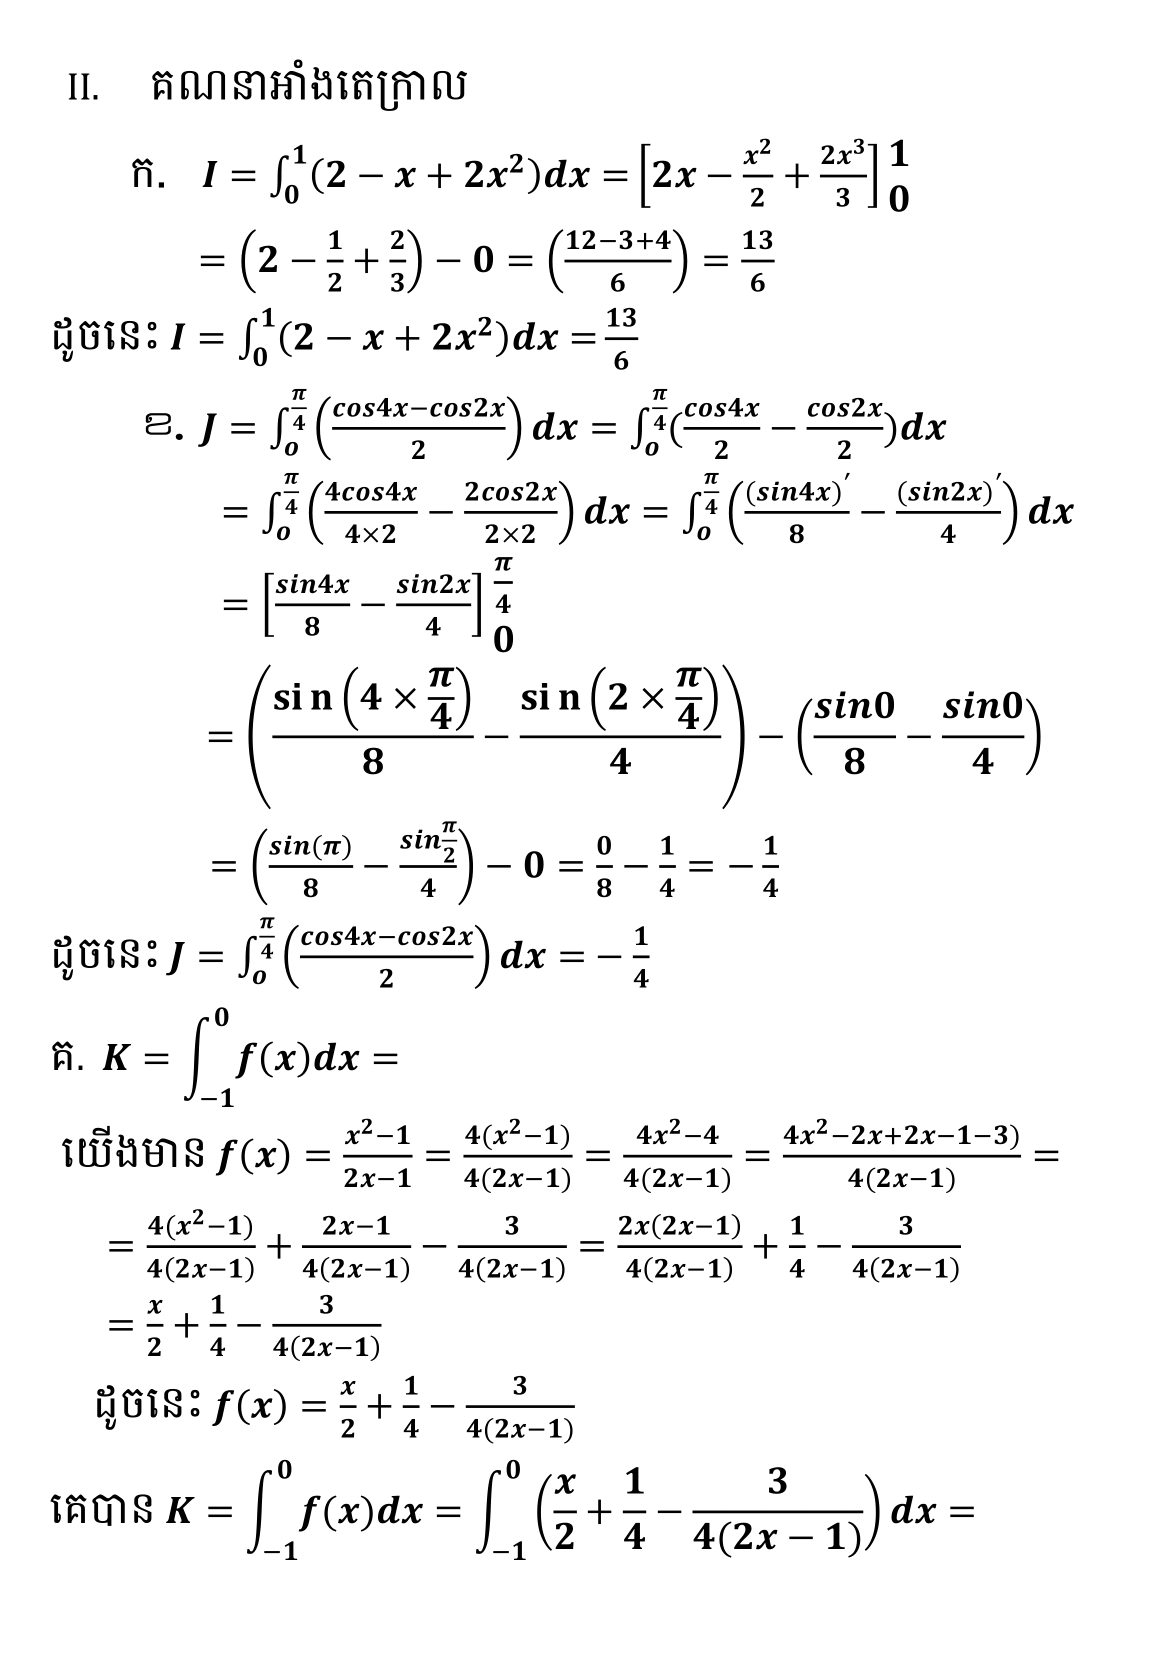 II. គណនាអាំងតេក្រាល
ក. I = ∫₀¹(2 − x + 2x²)dx = [2x − x²/2 + 2x³/3] 1 0
= (2 − 1/2 + 2/3) − 0 = ((12−3+4)/6) = 13/6
ដូចនេះ I = ∫₀¹(2 − x + 2x²)dx = 13/6
ខ. J = ∫ₒ^(π/4) ((cos4x−cos2x)/2) dx = ∫ₒ^(π/4) (cos4x/2 − cos2x/2)dx
= ∫ₒ^(π/4) (4cos4x/(4×2) − 2cos2x/(2×2)) dx = ∫ₒ^(π/4) ((sin4x)′/8 − (sin2x)′/4) dx
= [sin4x/8 − sin2x/4] π/4 0
= (sin(4 × π/4)/8 − sin(2 × π/4)/4) − (sin0/8 − sin0/4)
= (sin(π)/8 − sin(π/2)/4) − 0 = 0/8 − 1/4 = −1/4
ដូចនេះ J = ∫ₒ^(π/4) ((cos4x−cos2x)/2) dx = −1/4
គ. K = ∫₋₁⁰ f(x)dx =
យើងមាន f(x) = (x²−1)/(2x−1) = 4(x²−1)/4(2x−1) = (4x²−4)/4(2x−1) = 4x²−2x+2x−1−3)/4(2x−1) =
= 4(x²−1)/4(2x−1) + (2x−1)/4(2x−1) − 3/4(2x−1) = 2x(2x−1)/4(2x−1) + 1/4 − 3/4(2x−1)
= x/2 + 1/4 − 3/4(2x−1)
ដូចនេះ f(x) = x/2 + 1/4 − 3/4(2x−1)
គេបាន K = ∫₋₁⁰ f(x)dx = ∫₋₁⁰ (x/2 + 1/4 − 3/4(2x − 1)) dx =